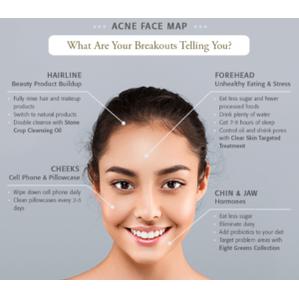 ACNE FACE MAP
What Are Your Breakouts Telling You?
HAIRLINE
Beauty Product Buildup
Fully rinse hair and makeup
products
Switch to natural products
Double cleanse with Stone
Crop Cleansing Oil
FOREHEAD
Unhealthy Eating & Stress
Eat less sugar and fewer
processed foods
Drink plenty of water
Get 7-9 hours of sleep
Control oil and shrink pores
with Clear Skin Targeted
Treatment
CHEEKS
Cell Phone & Pillowcase
Wipe down cell phone daily
Clean pillowcases every 2-3
days
CHIN & JAW
Hormones
Eat less sugar
Eliminate dairy
Add probiotics to your diet
Target problem areas with
Eight Greens Collection